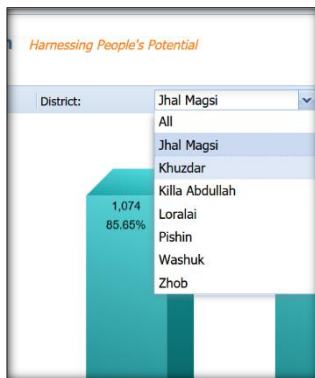 Harnessing People's Potential
District:
Jhal Magsi
All
Jhal Magsi
Khuzdar
Killa Abdullah
Loralai
Pishin
Washuk
Zhob
1,074
85.65%